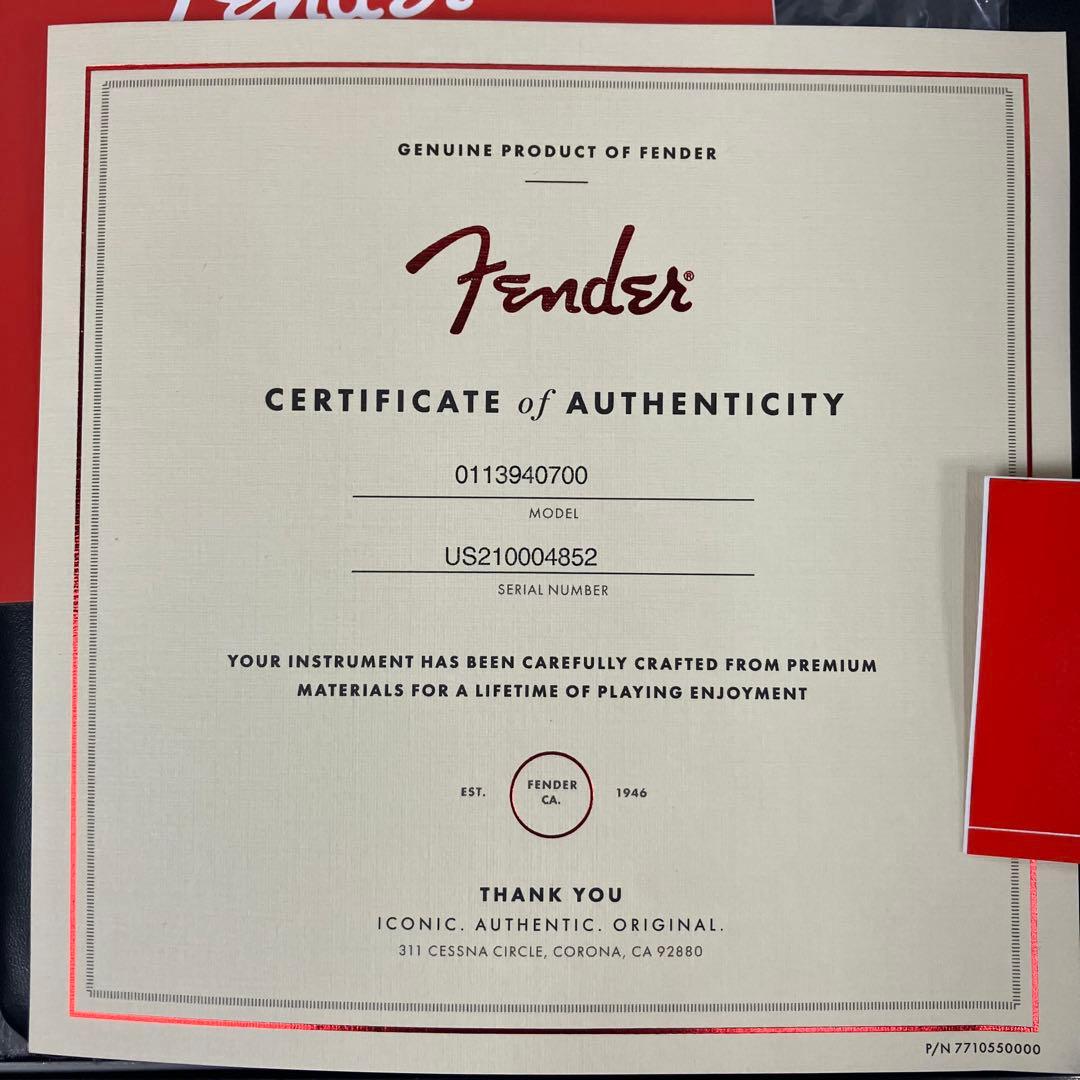 Fender
GENUINE PRODUCT OF FENDER
Fender®
CERTIFICATE of AUTHENTICITY
0113940700
MODEL
US210004852
SERIAL NUMBER
YOUR INSTRUMENT HAS BEEN CAREFULLY CRAFTED FROM PREMIUM
MATERIALS FOR A LIFETIME OF PLAYING ENJOYMENT
EST. FENDER CA. 1946
THANK YOU
ICONIC. AUTHENTIC. ORIGINAL.
311 CESSNA CIRCLE, CORONA, CA 92880
P/N 7710550000